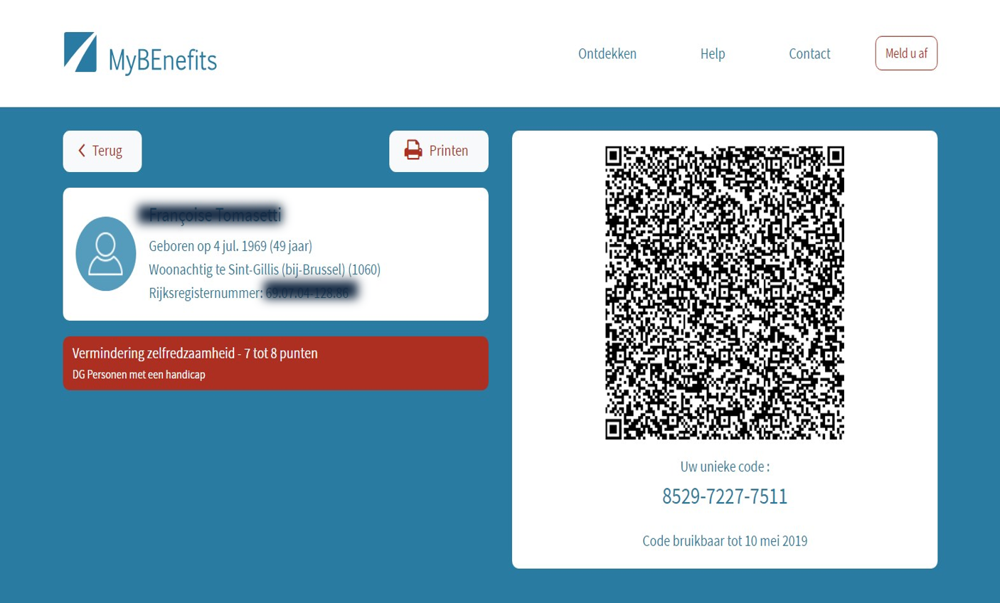 MyBEnefits
Ontdekken
Help
Contact
Meld u af
Terug
Printen
Geboren op 4 jul. 1969 (49 jaar)
Woonachtig te Sint-Gillis (bij-Brussel) (1060)
Rijksregisternummer:
Vermindering zelfredzaamheid - 7 tot 8 punten
DG Personen met een handicap
Uw unieke code :
8529-7227-7511
Code bruikbaar tot 10 mei 2019